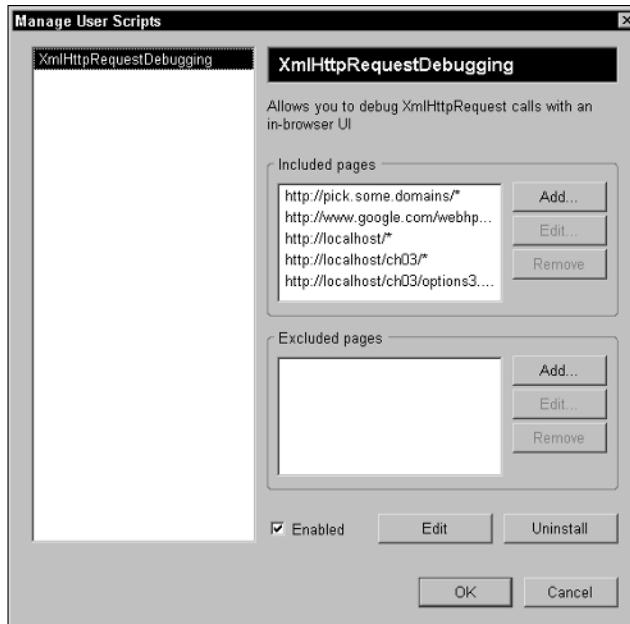 Manage User Scripts
XmlHttpRequestDebugging
XmlHttpRequestDebugging
Allows you to debug XmlHttpRequest calls with an
in-browser UI
Included pages
http://pick.some.domains/*
http://www.google.com/webhp...
http://localhost/*
http://localhost/ch03/*
http://localhost/ch03/options3....
Add...
Edit...
Remove
Excluded pages
Add...
Edit...
Remove
Enabled
Edit
Uninstall
OK
Cancel